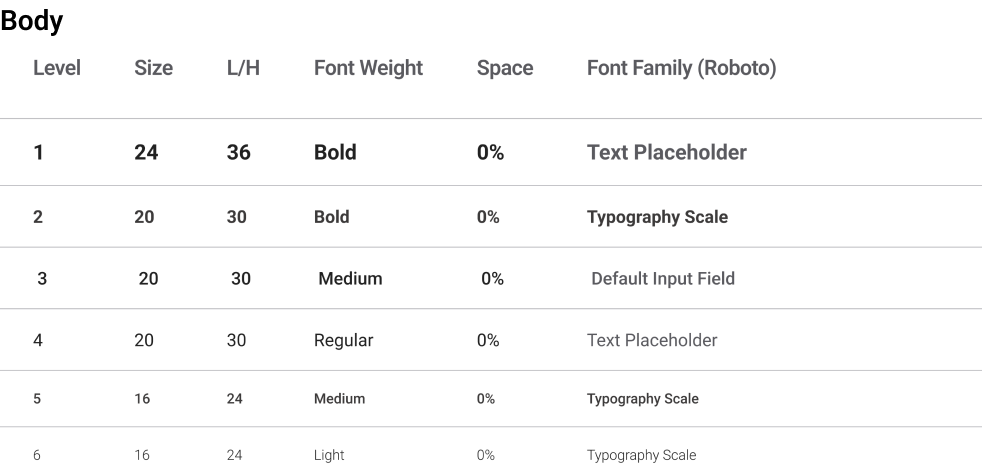 Body
Level Size L/H Font Weight Space Font Family (Roboto)
1 24 36 Bold 0% Text Placeholder
2 20 30 Bold 0% Typography Scale
3 20 30 Medium 0% Default Input Field
4 20 30 Regular 0% Text Placeholder
5 16 24 Medium 0% Typography Scale
6 16 24 Light 0% Typography Scale